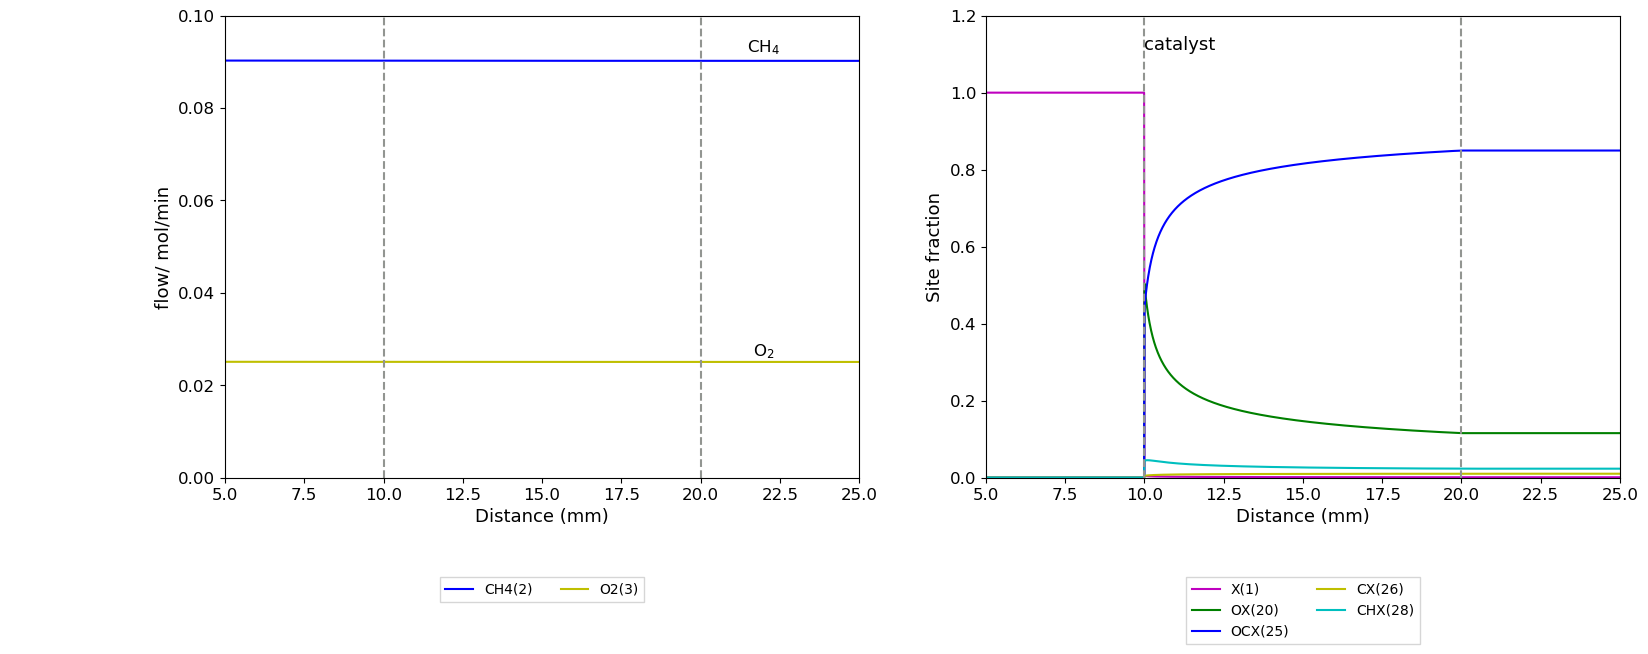 0.10
0.08
0.06
0.04
0.02
0.00
flow/ mol/min
CH₄
O₂
5.0 7.5 10.0 12.5 15.0 17.5 20.0 22.5 25.0
Distance (mm)
CH4(2) O2(3)
1.2
1.0
0.8
0.6
0.4
0.2
0.0
Site fraction
catalyst
5.0 7.5 10.0 12.5 15.0 17.5 20.0 22.5 25.0
Distance (mm)
X(1) CX(26)
OX(20) CHX(28)
OCX(25)